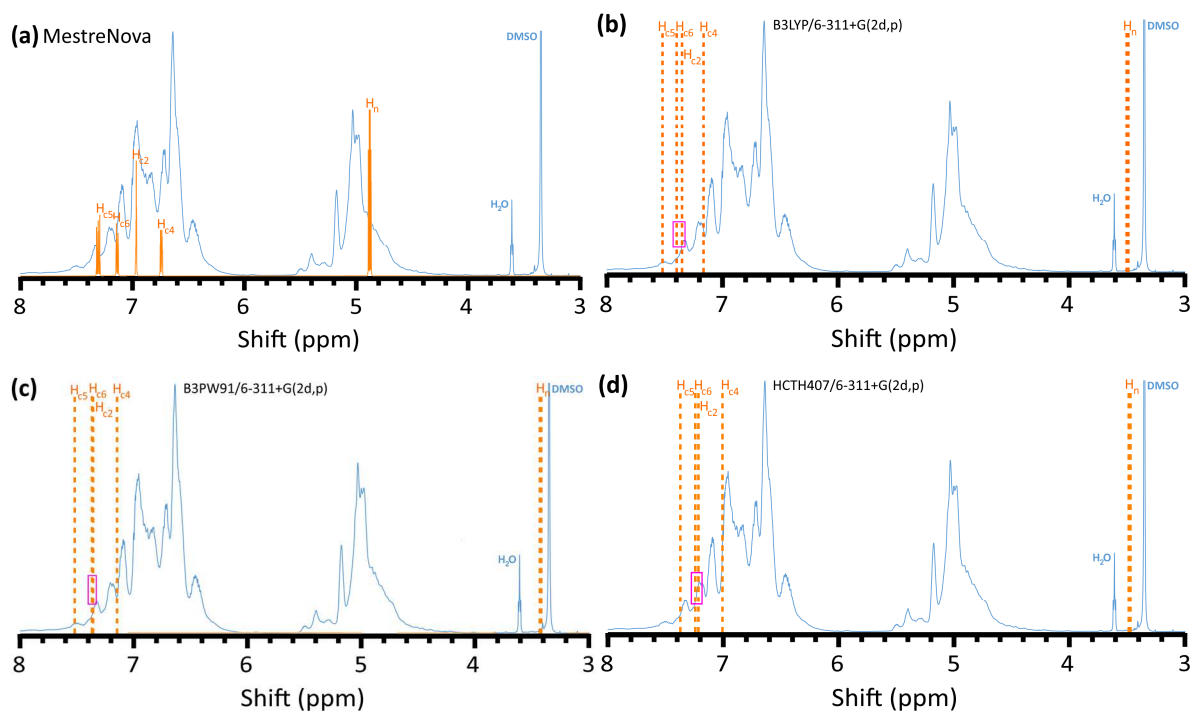 (a) MestreNova
DMSO
Hn
Hc2
Hc5
Hc6
Hc4
H2O
8 7 6 5 4 3
Shift (ppm)
(b) B3LYP/6-311+G(2d,p)
Hc5 Hc6 Hc4
Hc2
Hn
DMSO
H2O
8 7 6 5 4 3
Shift (ppm)
(c) B3PW91/6-311+G(2d,p)
Hc5 Hc6 Hc4
Hc2
Hn DMSO
H2O
8 7 6 5 4 3
Shift (ppm)
(d) HCTH407/6-311+G(2d,p)
Hc5 Hc6 Hc4
Hc2
Hn
DMSO
H2O
8 7 6 5 4 3
Shift (ppm)